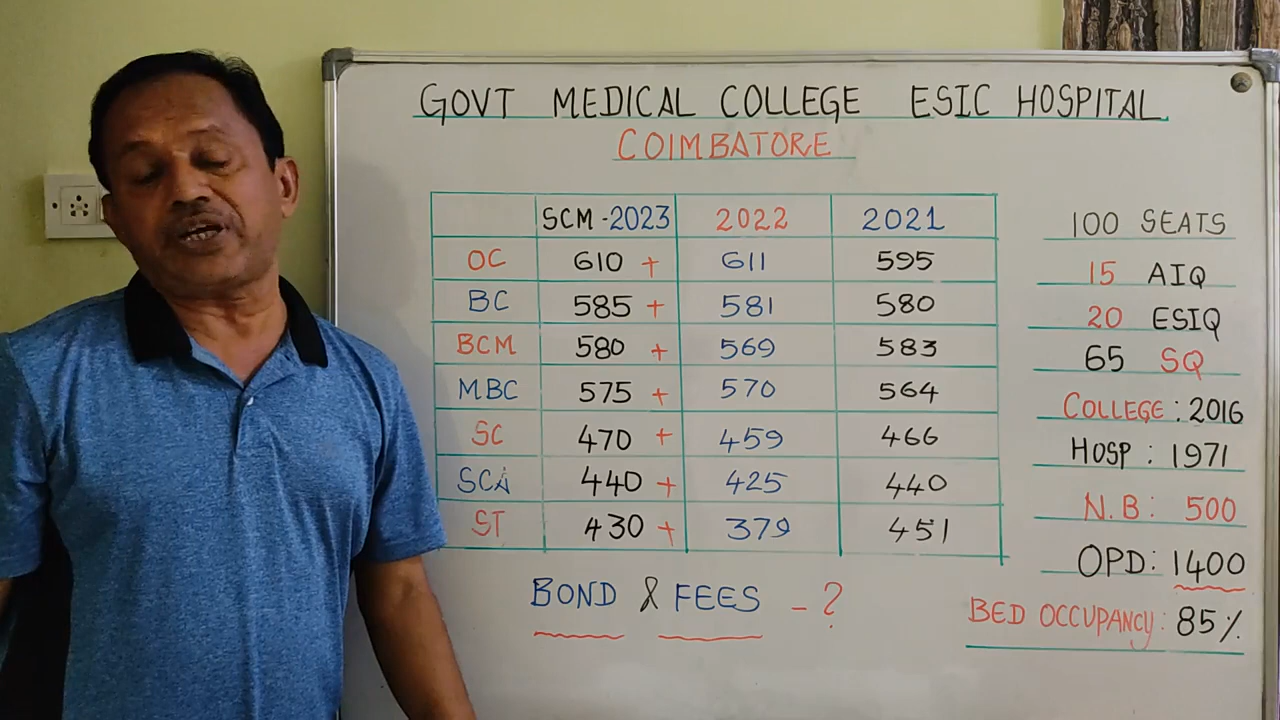 GOVT MEDICAL COLLEGE ESIC HOSPITAL
COIMBATORE
SCM - 2023 2022 2021
OC 610 + 611 595
BC 585 + 581 580
BCM 580 + 569 583
MBC 575 + 570 564
SC 470 + 459 466
SCA 440 + 425 440
ST 430 + 379 451
BOND & FEES - ?
100 SEATS
15 AIQ
20 ESIQ
65 SQ
COLLEGE : 2016
HOSP : 1971
N.B : 500
OPD : 1400
BED OCCUPANCY : 85%